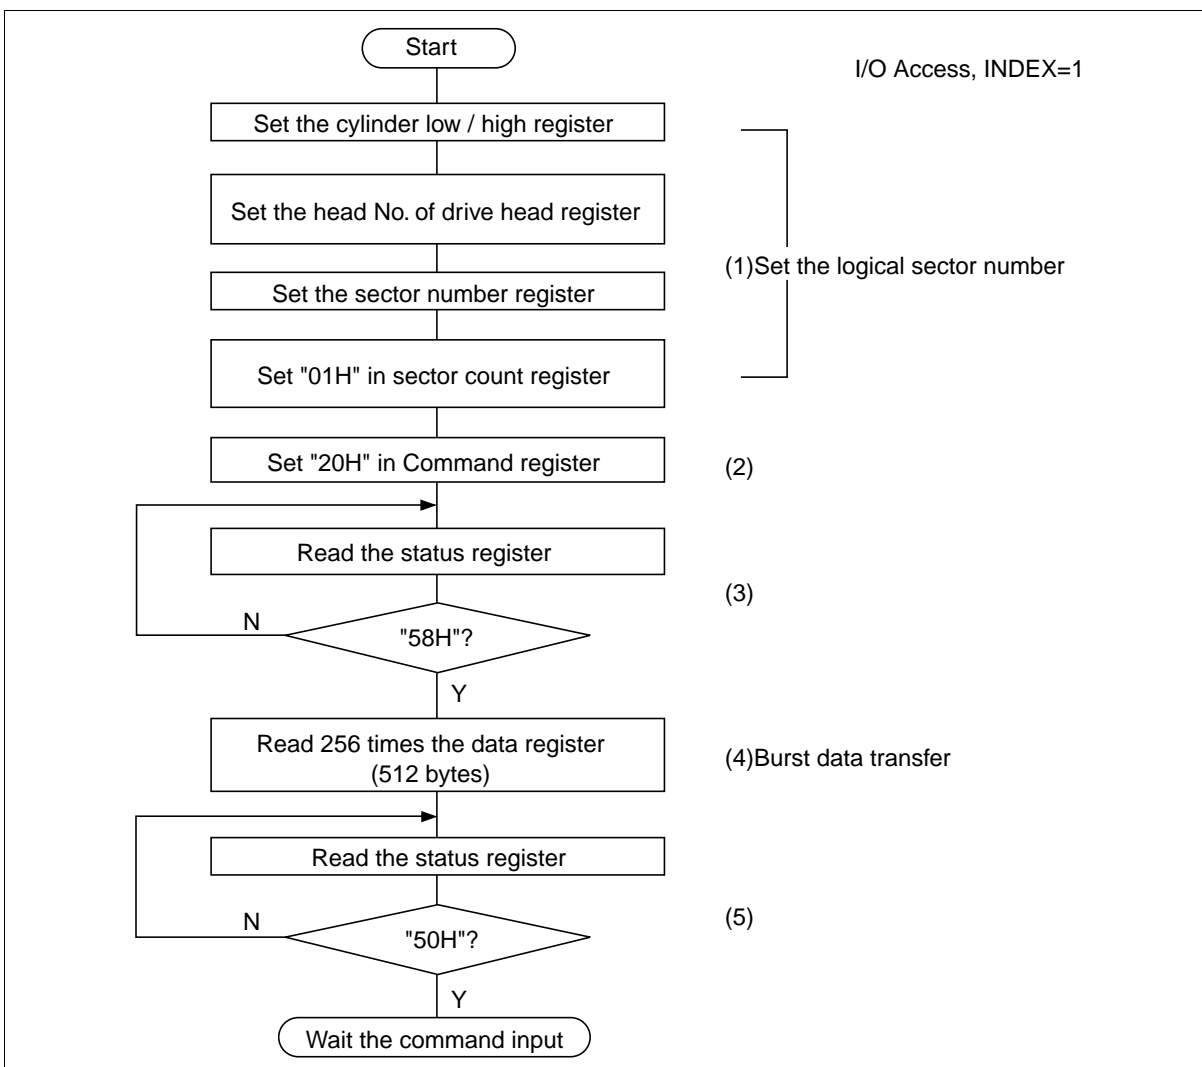 Start
I/O Access, INDEX=1
Set the cylinder low / high register
Set the head No. of drive head register
(1)Set the logical sector number
Set the sector number register
Set "01H" in sector count register
Set "20H" in Command register
(2)
Read the status register
(3)
N
"58H"?
Y
Read 256 times the data register
(512 bytes)
(4)Burst data transfer
Read the status register
N
(5)
"50H"?
Y
Wait the command input